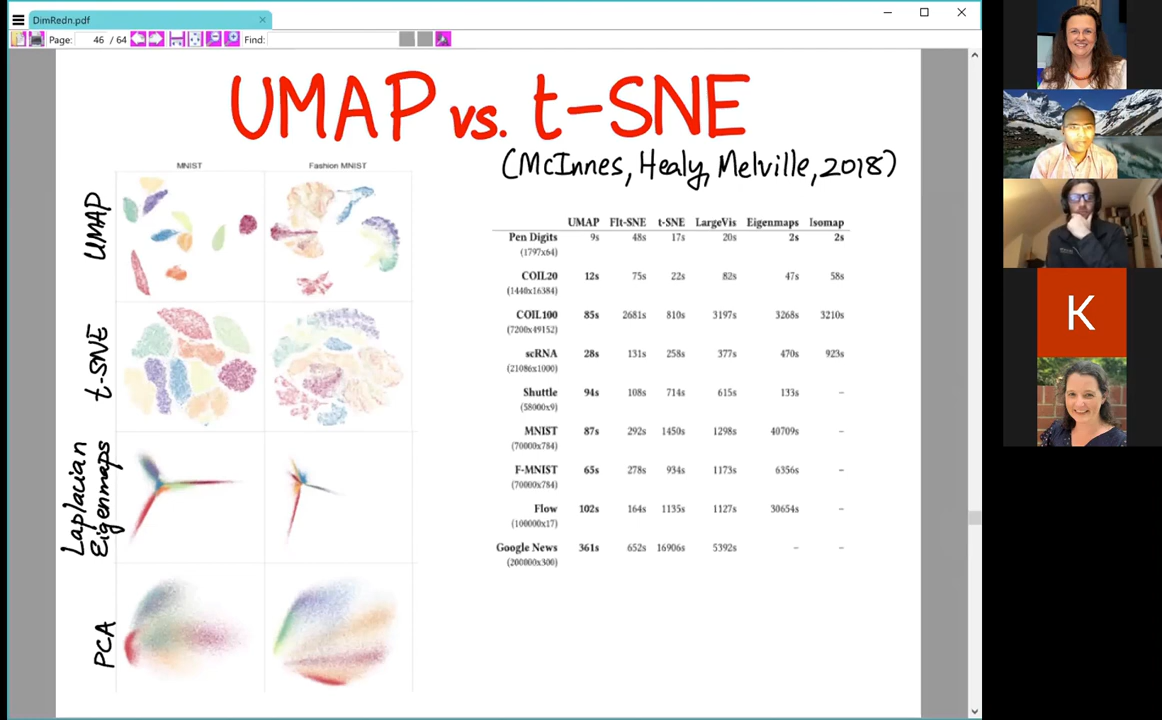 DimRedn.pdf
Page: 46 / 64 Find:
UMAP vs. t-SNE
(McInnes, Healy, Melville, 2018)
MNIST Fashion MNIST
UMAP
t-SNE
Laplacian
Eigenmaps
PCA
UMAP FIt-SNE t-SNE LargeVis Eigenmaps Isomap
Pen Digits 9s 48s 17s 20s 2s 2s
(1797x64)
COIL20 12s 75s 22s 82s 47s 58s
(1440x16384)
COIL100 85s 2681s 810s 3197s 3268s 3210s
(7200x49152)
scRNA 28s 131s 258s 377s 470s 923s
(21086x1000)
Shuttle 94s 108s 714s 615s 133s –
(58000x9)
MNIST 87s 292s 1450s 1298s 40709s –
(70000x784)
F-MNIST 65s 278s 934s 1173s 6356s –
(70000x784)
Flow 102s 164s 1135s 1127s 30654s –
(100000x17)
Google News 361s 652s 16906s 5392s – –
(200000x300)
K